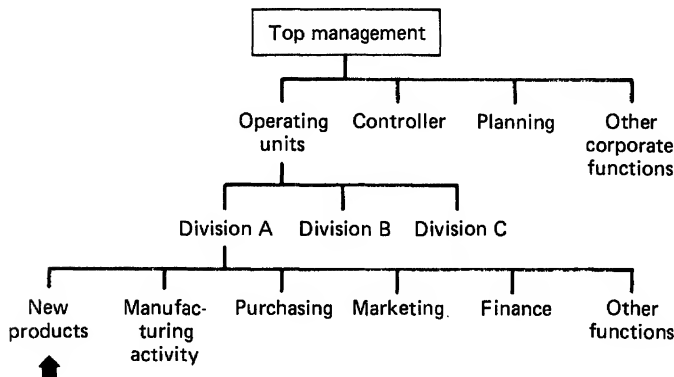 Top management
Operating units
Controller
Planning
Other corporate functions
Division A
Division B
Division C
New products
Manufac-
turing
activity
Purchasing
Marketing
Finance
Other functions